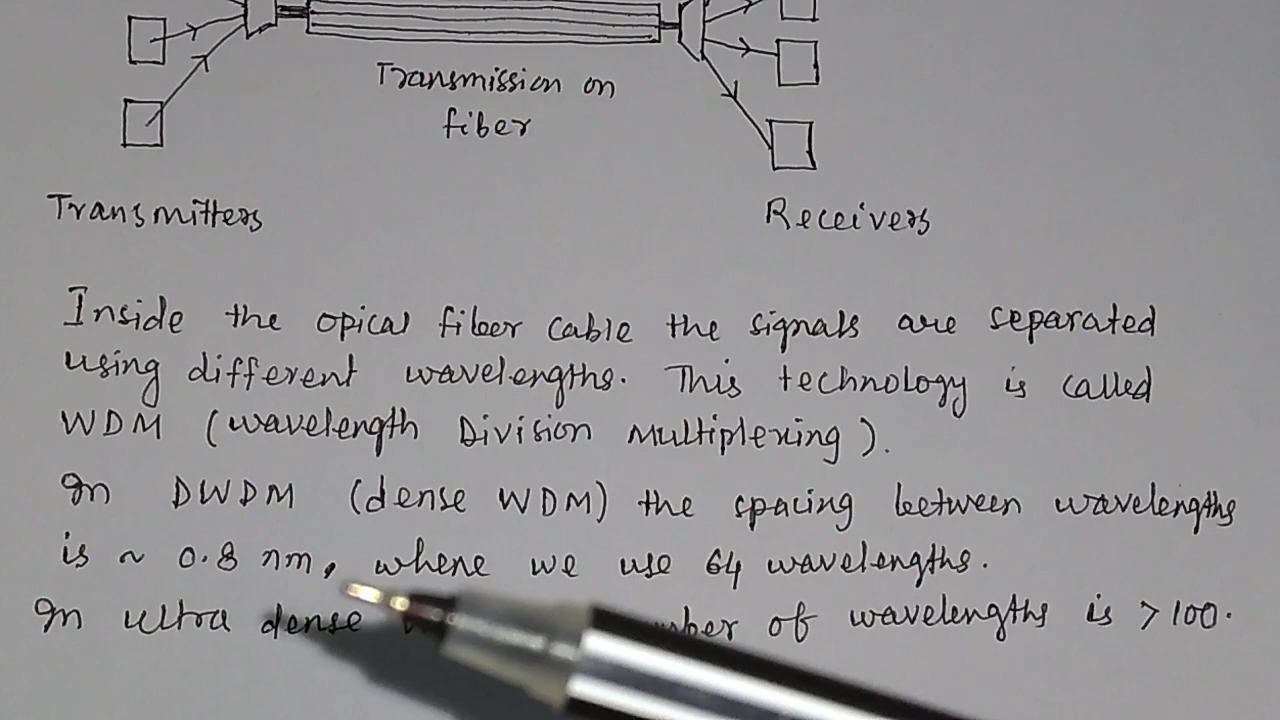 Transmission on
fiber
Transmitters
Receivers
Inside the opical fiber cable the signals are separated
using different wavelengths. This technology is called
WDM (wavelength Division Multiplexing).
In DWDM (dense WDM) the spacing between wavelengths
is ~ 0.8 nm, where we use 64 wavelengths.
In ultra dense of wavelengths is > 100.